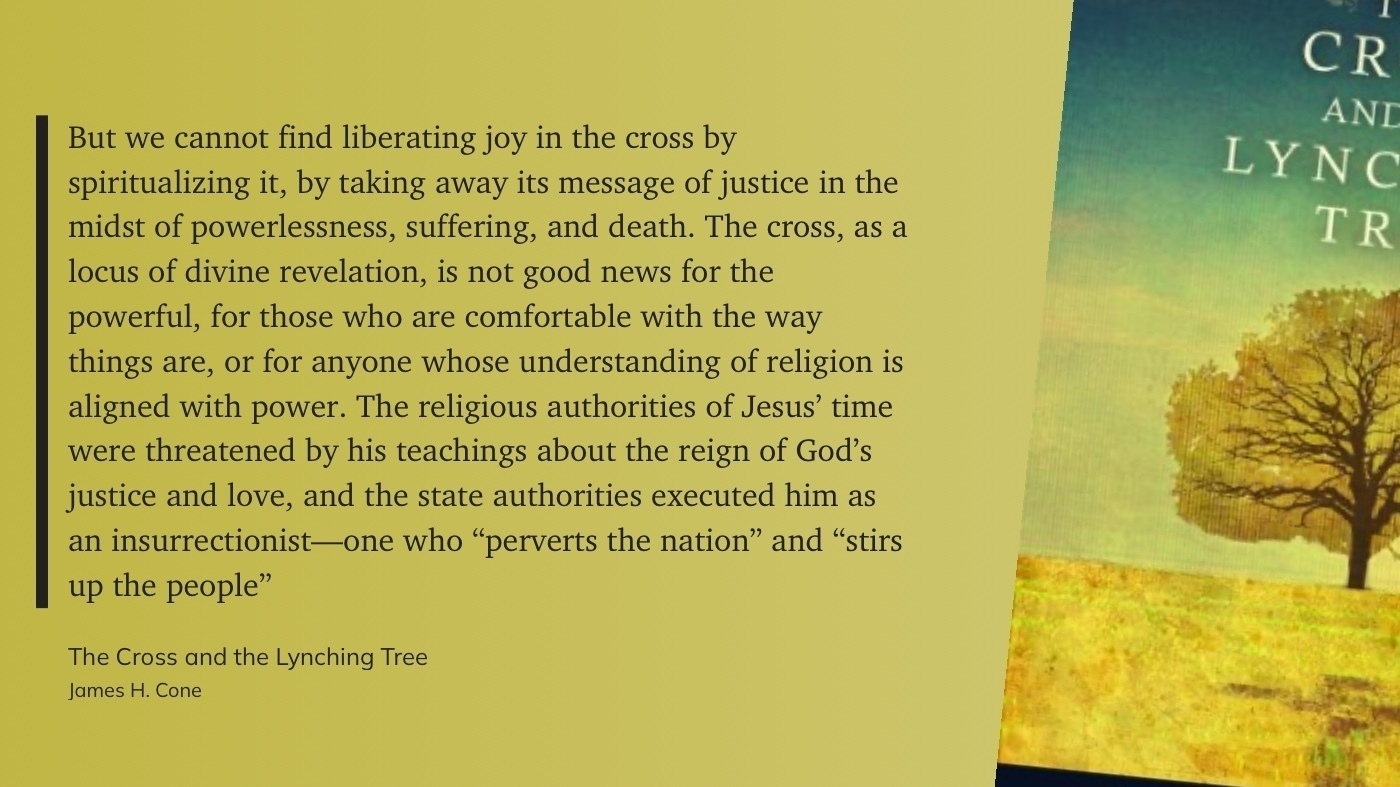 But we cannot find liberating joy in the cross by
spiritualizing it, by taking away its message of justice in the
midst of powerlessness, suffering, and death. The cross, as a
locus of divine revelation, is not good news for the
powerful, for those who are comfortable with the way
things are, or for anyone whose understanding of religion is
aligned with power. The religious authorities of Jesus’ time
were threatened by his teachings about the reign of God’s
justice and love, and the state authorities executed him as
an insurrectionist—one who “perverts the nation” and “stirs
up the people”
The Cross and the Lynching Tree
James H. Cone
CR
AND
LYNC
TR